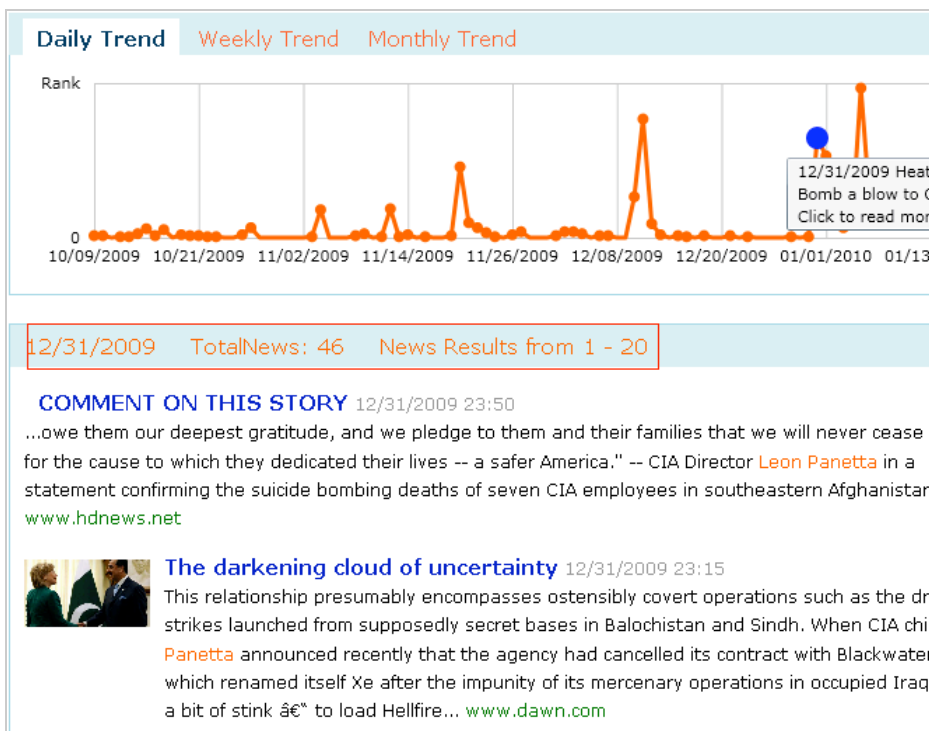 Daily Trend Weekly Trend Monthly Trend
Rank
0
10/09/2009 10/21/2009 11/02/2009 11/14/2009 11/26/2009 12/08/2009 12/20/2009 01/01/2010 01/13
12/31/2009 Heat
Bomb a blow to
Click to read mor
12/31/2009 TotalNews: 46 News Results from 1 - 20
COMMENT ON THIS STORY 12/31/2009 23:50
...owe them our deepest gratitude, and we pledge to them and their families that we will never cease
for the cause to which they dedicated their lives -- a safer America." -- CIA Director Leon Panetta in a
statement confirming the suicide bombing deaths of seven CIA employees in southeastern Afghanistan
www.hdnews.net
The darkening cloud of uncertainty 12/31/2009 23:15
This relationship presumably encompasses ostensibly covert operations such as the dr
strikes launched from supposedly secret bases in Balochistan and Sindh. When CIA chi
Panetta announced recently that the agency had cancelled its contract with Blackwater
which renamed itself Xe after the impunity of its mercenary operations in occupied Iraq
a bit of stink â€“ to load Hellfire... www.dawn.com